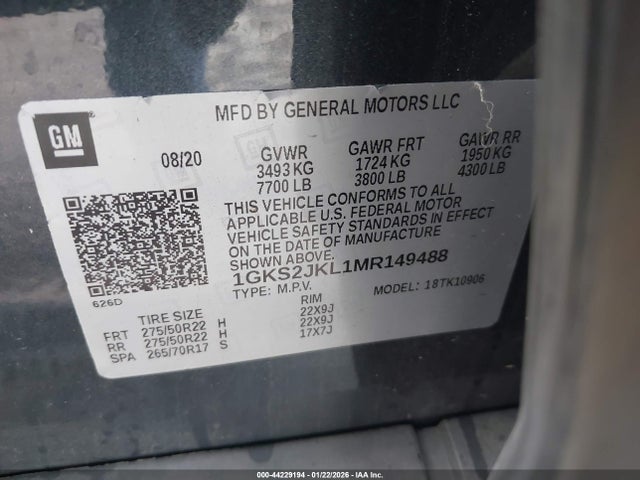 MFD BY GENERAL MOTORS LLC
GM
08/20
GVWR GAWR FRT GAWR RR
3493 KG 1724 KG 1950 KG
7700 LB 3800 LB 4300 LB
THIS VEHICLE CONFORMS TO ALL
APPLICABLE U.S. FEDERAL MOTOR
VEHICLE SAFETY STANDARDS IN EFFECT
ON THE DATE OF MANUFACTURE
SHOWN ABOVE.
1GKS2JKL1MR149488
TYPE: M.P.V. MODEL: 18TK10906
626D
TIRE SIZE RIM
FRT 275/50R22 H 22X9J
RR 275/50R22 H 22X9J
SPA 265/70R17 S 17X7J
000-44229194 - 01/22/2026 - IAA Inc.